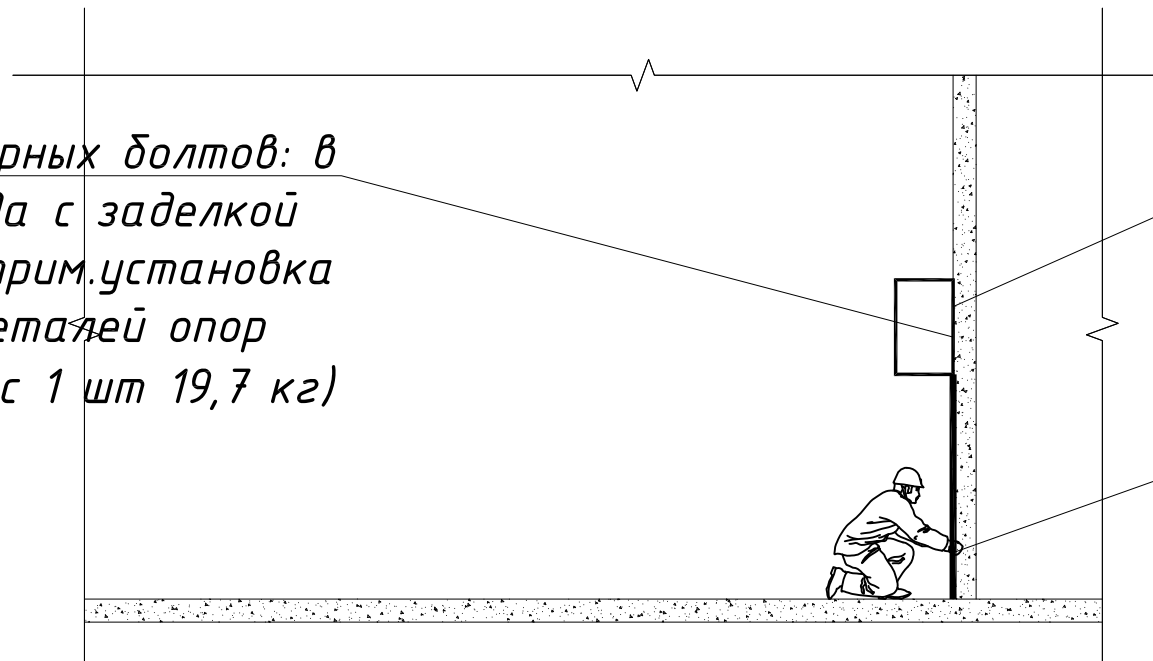 рных болтов: в
да с заделкой
прим.установка
еталей опор
с 1 шт 19,7 кг)